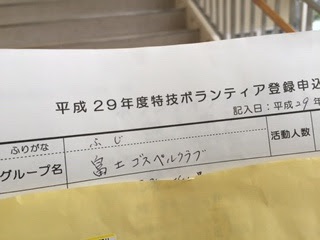 平成29年度特技ボランティア登録申込
記入日:平成29年
ふりがな ふじ
グループ名 富士ゴスペルクラブ 活動人数